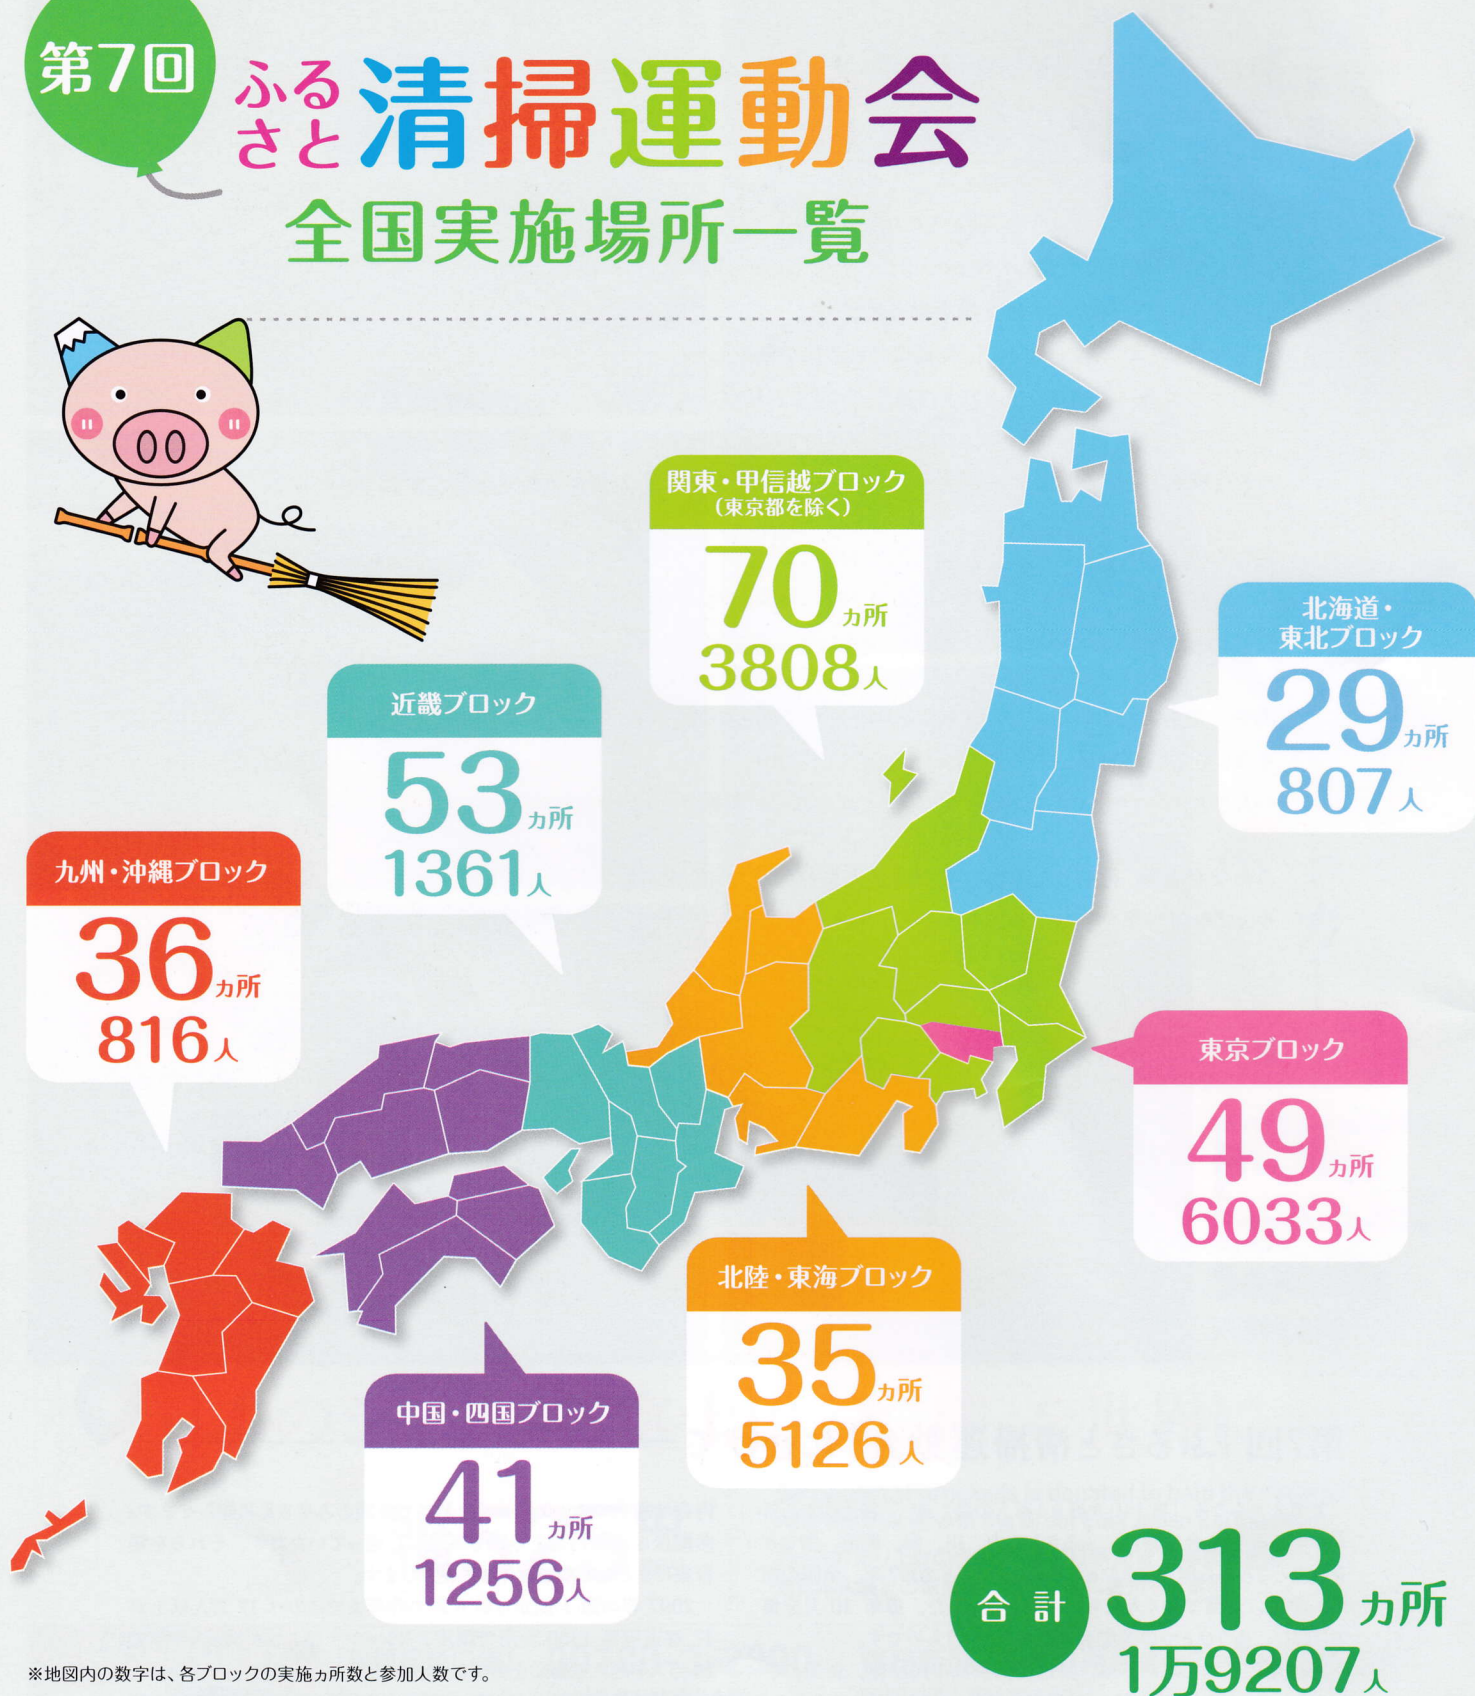 第7回
ふるさと清掃運動会
全国実施場所一覧
関東・甲信越ブロック
(東京都を除く)
70ヵ所
3808人
北海道・
東北ブロック
29ヵ所
807人
近畿ブロック
53ヵ所
1361人
九州・沖縄ブロック
36ヵ所
816人
東京ブロック
49ヵ所
6033人
北陸・東海ブロック
35ヵ所
5126人
中国・四国ブロック
41ヵ所
1256人
合計
313ヵ所
1万9207人
※地図内の数字は、各ブロックの実施ヵ所数と参加人数です。